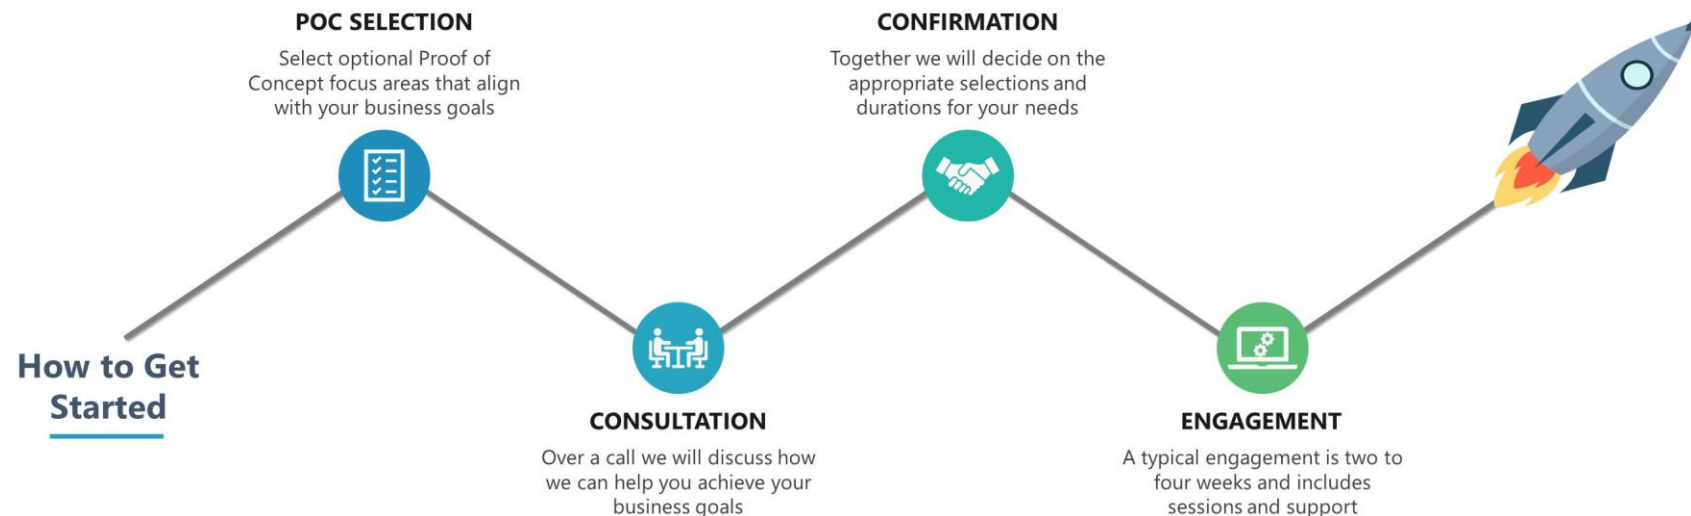 How to Get
Started
POC SELECTION
Select optional Proof of
Concept focus areas that align
with your business goals
CONSULTATION
Over a call we will discuss how
we can help you achieve your
business goals
CONFIRMATION
Together we will decide on the
appropriate selections and
durations for your needs
ENGAGEMENT
A typical engagement is two to
four weeks and includes
sessions and support